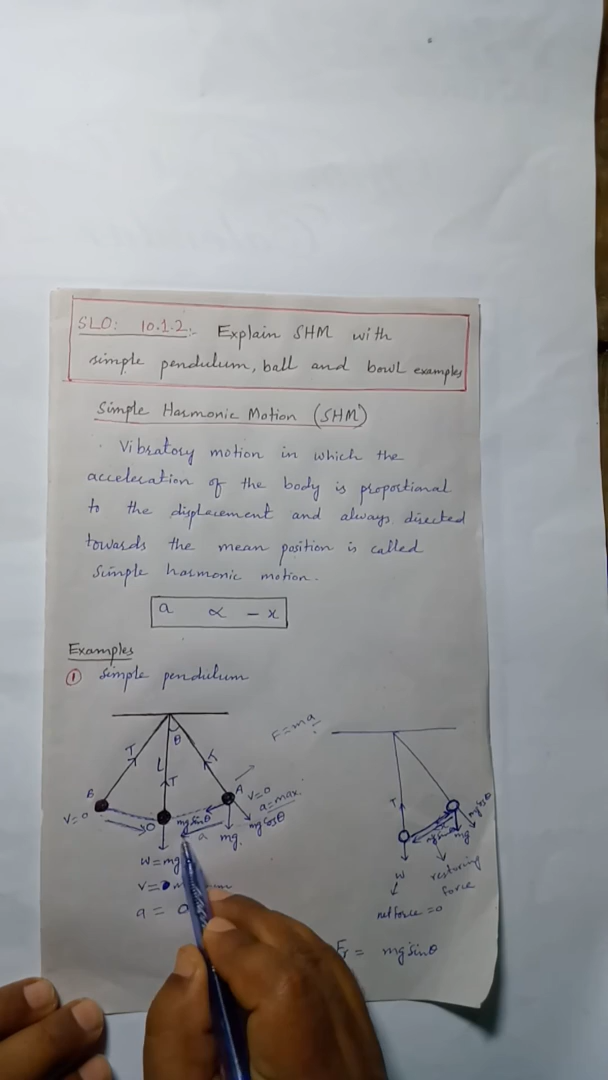 SLO: 10.1.2:- Explain SHM with
simple pendulum, ball and bowl examples
Simple Harmonic Motion (SHM)
Vibratory motion in which the
acceleration of the body is proportional
to the displacement and always directed
towards the mean position is called
simple harmonic motion.
a ∝ - x
Examples
① Simple pendulum
θ
F = ma
T
L
T
B
A
V=0
a=max.
V=0
O
mg sinθ
a
mg
mg cosθ
W = mg
V =
a = 0
T
mg cosθ
mg
W
restoring
force
net force = 0
Fr = mg sinθ